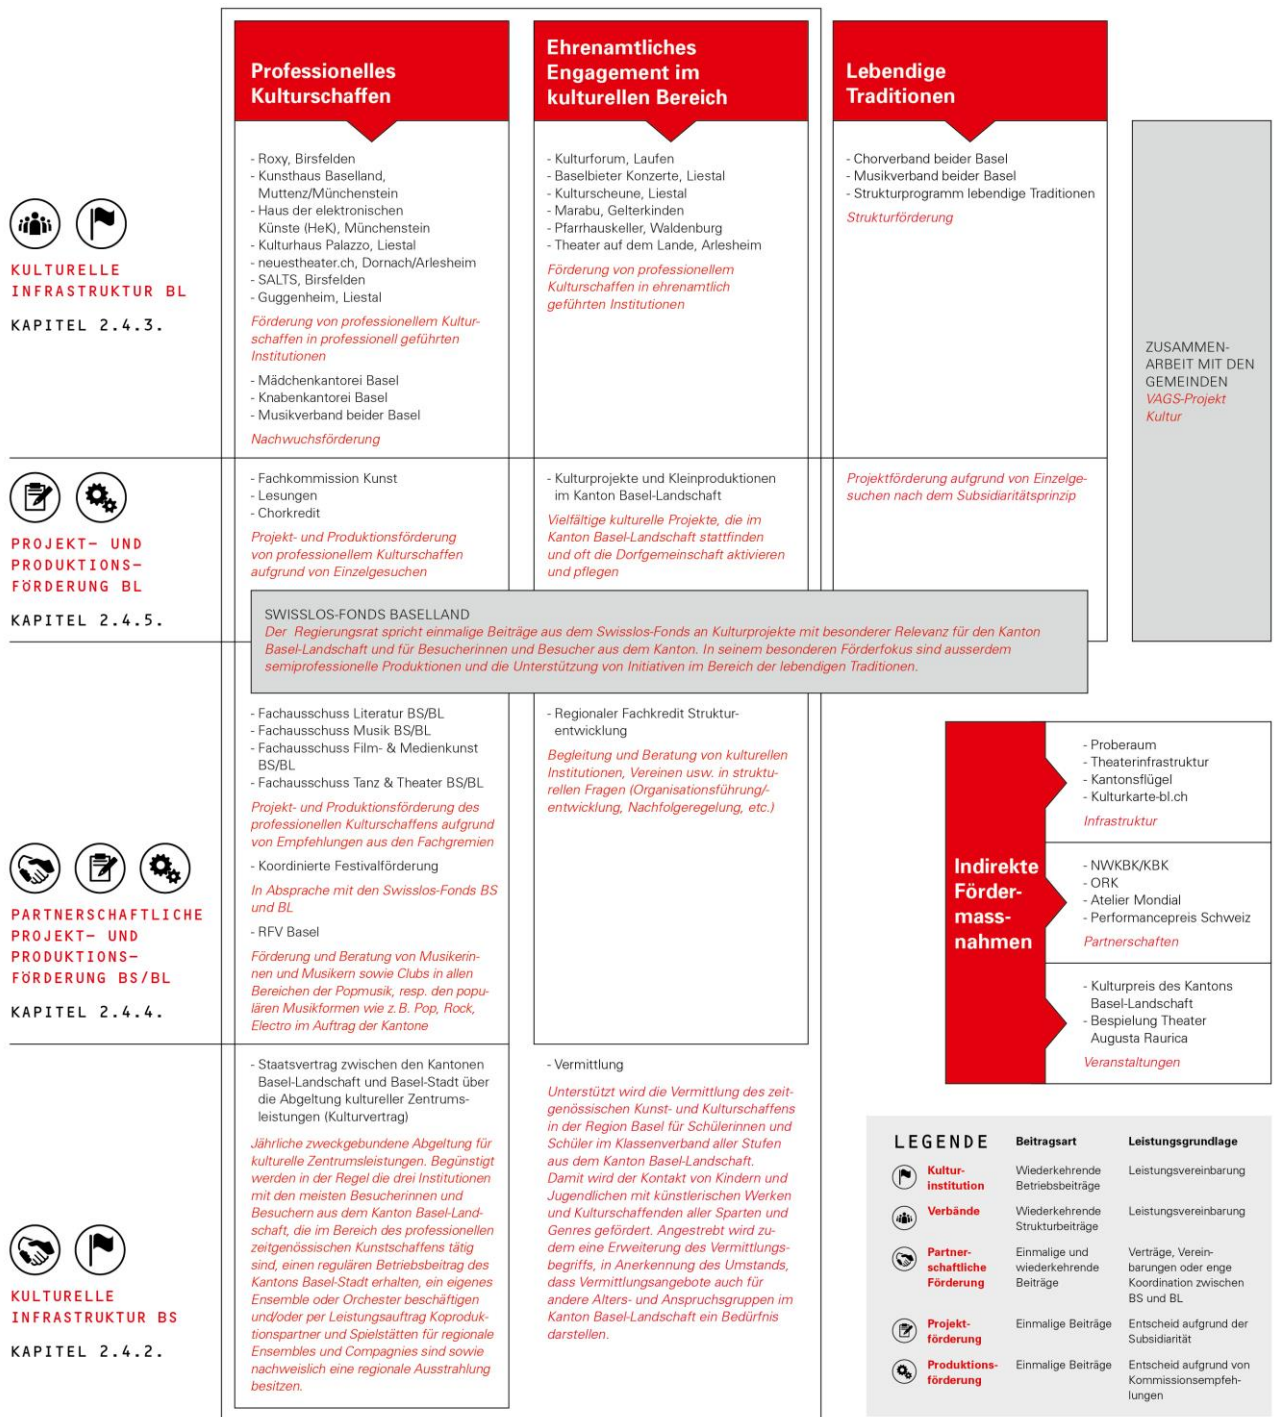 Professionelles
Kulturschaffen
Ehrenamtliches
Engagement im
kulturellen Bereich
Lebendige
Traditionen
KULTURELLE
INFRASTRUKTUR BL
KAPITEL 2.4.3.
- Roxy, Birsfelden
- Kunsthaus Baselland,
Muttenz/Münchenstein
- Haus der elektronischen
Künste (HeK), Münchenstein
- Kulturhaus Palazzo, Liestal
- neuestheater.ch, Dornach/Arlesheim
- SALTS, Birsfelden
- Guggenheim, Liestal
Förderung von professionellem Kultur-
schaffen in professionell geführten
Institutionen
- Mädchenkantorei Basel
- Knabenkantorei Basel
- Musikverband beider Basel
Nachwuchsförderung
- Kulturforum, Laufen
- Baselbieter Konzerte, Liestal
- Kulturscheune, Liestal
- Marabu, Gelterkinden
- Pfarrhauskeller, Waldenburg
- Theater auf dem Lande, Arlesheim
Förderung von professionellem
Kulturschaffen in ehrenamtlich
geführten Institutionen
- Chorverband beider Basel
- Musikverband beider Basel
- Strukturprogramm lebendige Traditionen
Strukturförderung
ZUSAMMEN-
ARBEIT MIT DEN
GEMEINDEN
VAGS-Projekt
Kultur
PROJEKT- UND
PRODUKTIONS-
FÖRDERUNG BL
KAPITEL 2.4.5.
- Fachkommission Kunst
- Lesungen
- Chorkredit
Projekt- und Produktionsförderung
von professionellem Kulturschaffen
aufgrund von Einzelgesuchen
- Kulturprojekte und Kleinproduktionen
im Kanton Basel-Landschaft
Vielfältige kulturelle Projekte, die im
Kanton Basel-Landschaft stattfinden
und oft die Dorfgemeinschaft aktivieren
und pflegen
Projektförderung aufgrund von Einzelge-
suchen nach dem Subsidiaritätsprinzip
SWISSLOS-FONDS BASELLAND
Der Regierungsrat spricht einmalige Beiträge aus dem Swisslos-Fonds an Kulturprojekte mit besonderer Relevanz für den Kanton
Basel-Landschaft und für Besucherinnen und Besucher aus dem Kanton. In seinem besonderen Förderfokus sind ausserdem
semiprofessionelle Produktionen und die Unterstützung von Initiativen im Bereich der lebendigen Traditionen.
PARTNERSCHAFTLICHE
PROJEKT- UND
PRODUKTIONS-
FÖRDERUNG BS/BL
KAPITEL 2.4.4.
- Fachausschuss Literatur BS/BL
- Fachausschuss Musik BS/BL
- Fachausschuss Film- & Medienkunst
BS/BL
- Fachausschuss Tanz & Theater BS/BL
Projekt- und Produktionsförderung des
professionellen Kulturschaffens aufgrund
von Empfehlungen aus den Fachgremien
- Koordinierte Festivalförderung
In Absprache mit den Swisslos-Fonds BS
und BL
- RFV Basel
Förderung und Beratung von Musikerin-
nen und Musikern sowie Clubs in allen
Bereichen der Popmusik, resp. den popu-
lären Musikformen wie z. B. Pop, Rock,
Electro im Auftrag der Kantone
- Regionaler Fachkredit Struktur-
entwicklung
Begleitung und Beratung von kulturellen
Institutionen, Vereinen usw. in struktu-
rellen Fragen (Organisationsführung/-
entwicklung, Nachfolgeregelung, etc.)
Indirekte
Förder-
mass-
nahmen
- Proberaum
- Theaterinfrastruktur
- Kantonsflügel
- Kulturkarte-bl.ch
Infrastruktur
- NWKBK/KBK
- ORK
- Atelier Mondial
- Performancepreis Schweiz
Partnerschaften
- Kulturpreis des Kantons
Basel-Landschaft
- Bespielung Theater
Augusta Raurica
Veranstaltungen
KULTURELLE
INFRASTRUKTUR BS
KAPITEL 2.4.2.
- Staatsvertrag zwischen den Kantonen
Basel-Landschaft und Basel-Stadt über
die Abgeltung kultureller Zentrums-
leistungen (Kulturvertrag)
Jährliche zweckgebundene Abgeltung für
kulturelle Zentrumsleistungen. Begünstigt
werden in der Regel die drei Institutionen
mit den meisten Besucherinnen und
Besuchern aus dem Kanton Basel-Land-
schaft, die im Bereich des professionellen
zeitgenössischen Kunstschaffens tätig
sind, einen regulären Betriebsbeitrag des
Kantons Basel-Stadt erhalten, ein eigenes
Ensemble oder Orchester beschäftigen
und/oder per Leistungsauftrag Koproduk-
tionspartner und Spielstätten für regionale
Ensembles und Compagnies sind sowie
nachweislich eine regionale Ausstrahlung
besitzen.
- Vermittlung
Unterstützt wird die Vermittlung des zeit-
genössischen Kunst- und Kulturschaffens
in der Region Basel für Schülerinnen und
Schüler im Klassenverband aller Stufen
aus dem Kanton Basel-Landschaft.
Damit wird der Kontakt von Kindern und
Jugendlichen mit künstlerischen Werken
und Kulturschaffenden aller Sparten und
Genres gefördert. Angestrebt wird zu-
dem eine Erweiterung des Vermittlungs-
begriffs, in Anerkennung des Umstands,
dass Vermittlungsangebote auch für
andere Alters- und Anspruchsgruppen im
Kanton Basel-Landschaft ein Bedürfnis
darstellen.
LEGENDE Beitragsart Leistungsgrundlage
Kultur-
institution
Wiederkehrende
Betriebsbeiträge
Leistungsvereinbarung
Verbände
Wiederkehrende
Strukturbeiträge
Leistungsvereinbarung
Partner-
schaftliche
Förderung
Einmalige und
wiederkehrende
Beiträge
Verträge, Verein-
barungen oder enge
Koordination zwischen
BS und BL
Projekt-
förderung
Einmalige Beiträge
Entscheid aufgrund der
Subsidiarität
Produktions-
förderung
Einmalige Beiträge
Entscheid aufgrund von
Kommissionsempfeh-
lungen